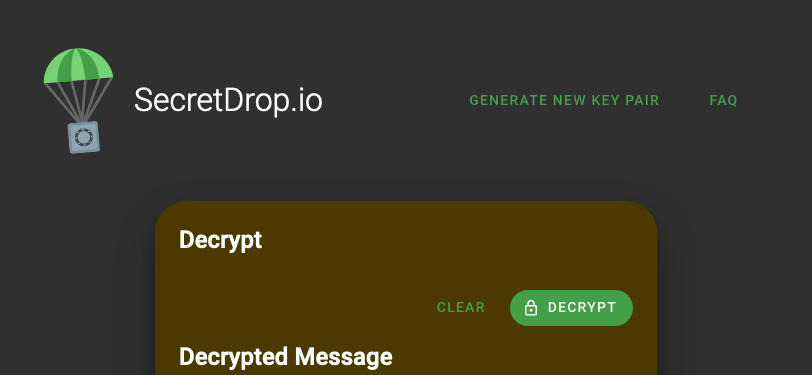 SecretDrop.io
GENERATE NEW KEY PAIR
FAQ
Decrypt
CLEAR
DECRYPT
Decrypted Message